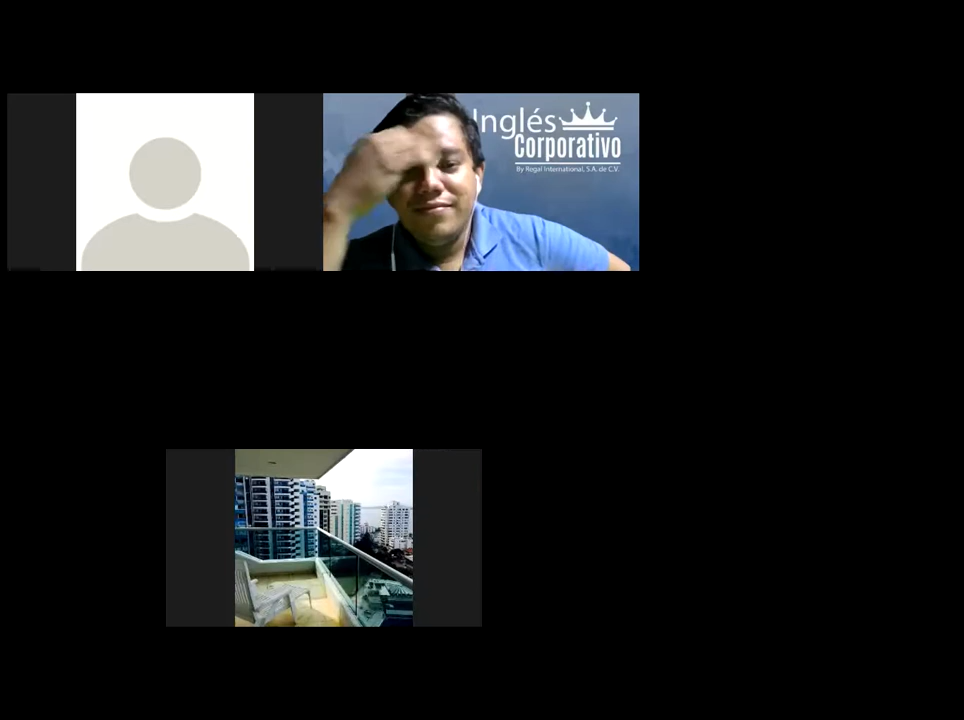 Inglés
Corporativo
By Regal International, S.A. de C.V.